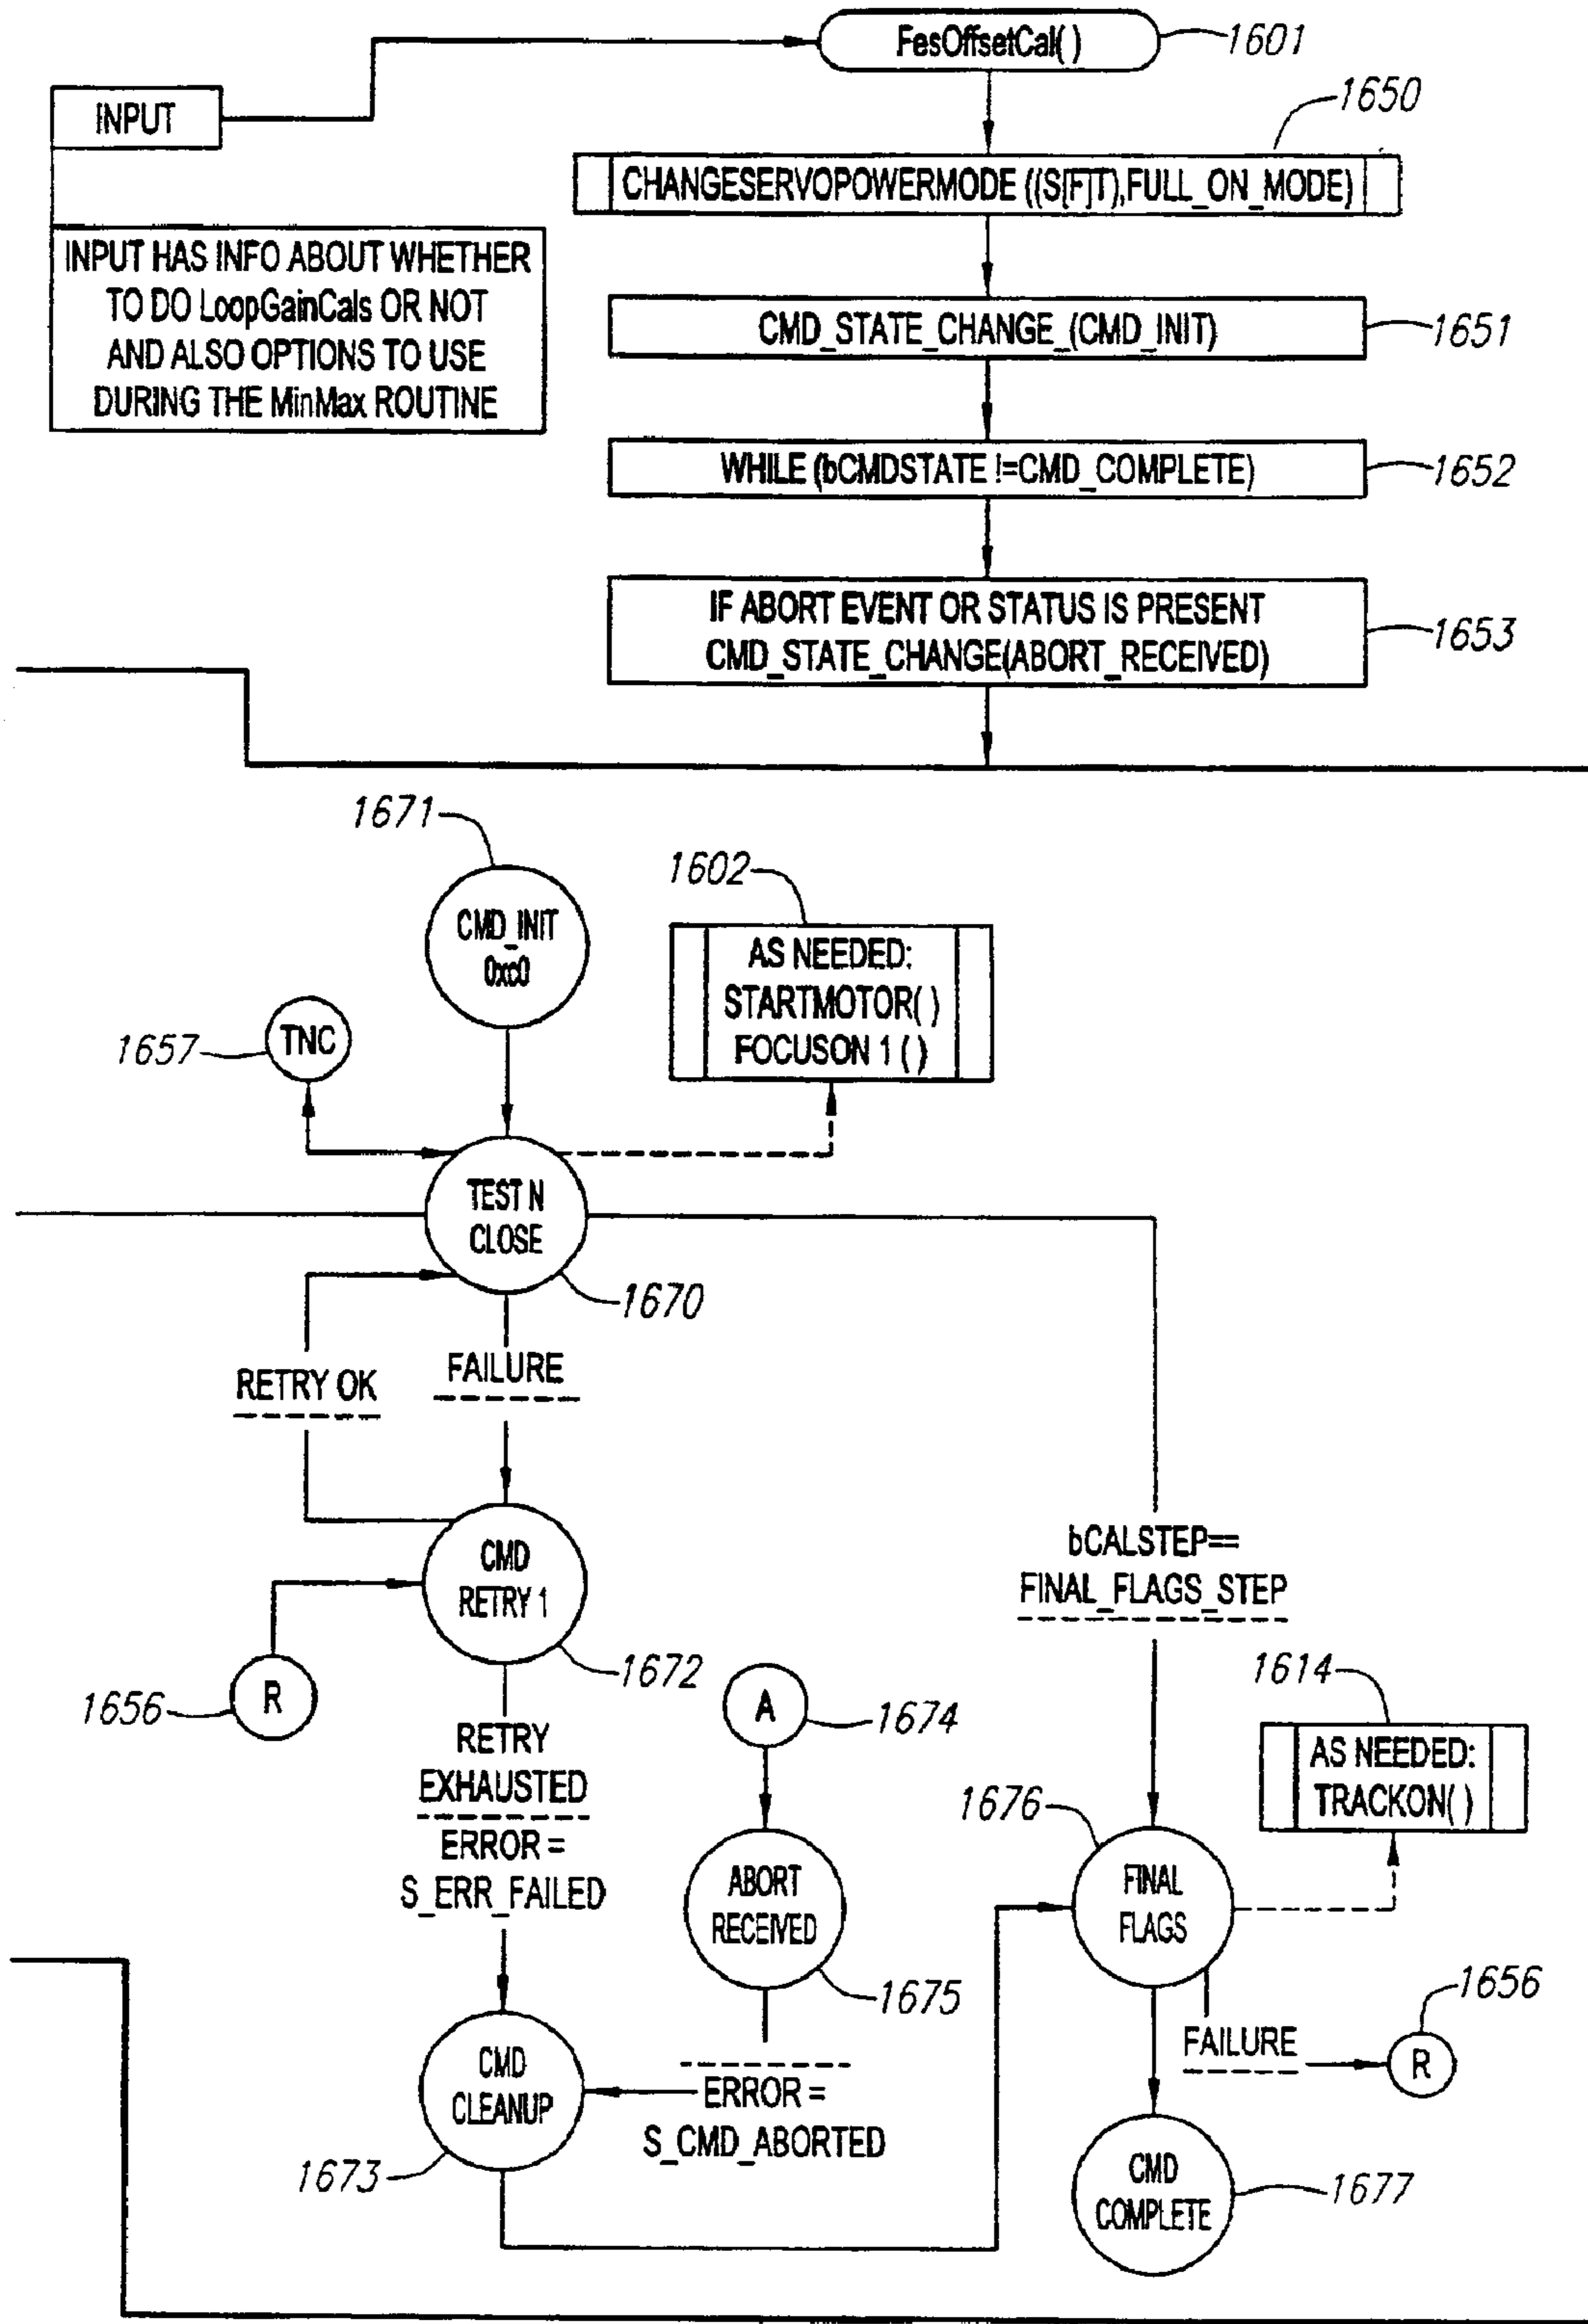 FesOffsetCal( )
1601
INPUT
1650
CHANGESERVOPOWERMODE ((S[F]T),FULL_ON_MODE)
INPUT HAS INFO ABOUT WHETHER
TO DO LoopGainCals OR NOT
AND ALSO OPTIONS TO USE
DURING THE MinMax ROUTINE
CMD_STATE_CHANGE_(CMD_INIT)
1651
WHILE (bCMDSTATE !=CMD_COMPLETE)
1652
IF ABORT EVENT OR STATUS IS PRESENT
CMD_STATE_CHANGE(ABORT_RECEIVED)
1653
1671
CMD_INIT
0xc0
1602
AS NEEDED:
STARTMOTOR( )
FOCUSON 1 ( )
1657
TNC
TEST N
CLOSE
1670
RETRY OK
FAILURE
CMD
RETRY 1
1672
1656
R
bCALSTEP==
FINAL_FLAGS_STEP
RETRY
EXHAUSTED
ERROR =
S_ERR_FAILED
A
1674
1614
AS NEEDED:
TRACKON( )
1676
ABORT
RECEIVED
1675
FINAL
FLAGS
1656
FAILURE
R
CMD
CLEANUP
1673
ERROR =
S_CMD_ABORTED
CMD
COMPLETE
1677